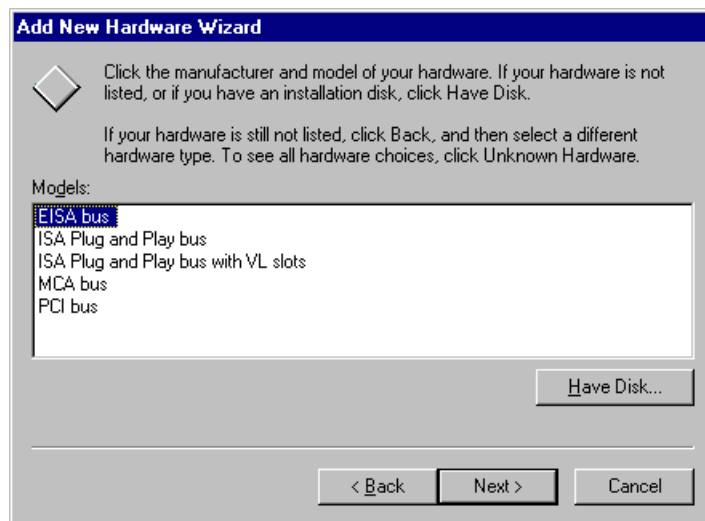 Add New Hardware Wizard
Click the manufacturer and model of your hardware. If your hardware is not
listed, or if you have an installation disk, click Have Disk.
If your hardware is still not listed, click Back, and then select a different
hardware type. To see all hardware choices, click Unknown Hardware.
Models:
EISA bus
ISA Plug and Play bus
ISA Plug and Play bus with VL slots
MCA bus
PCI bus
Have Disk...
< Back
Next >
Cancel